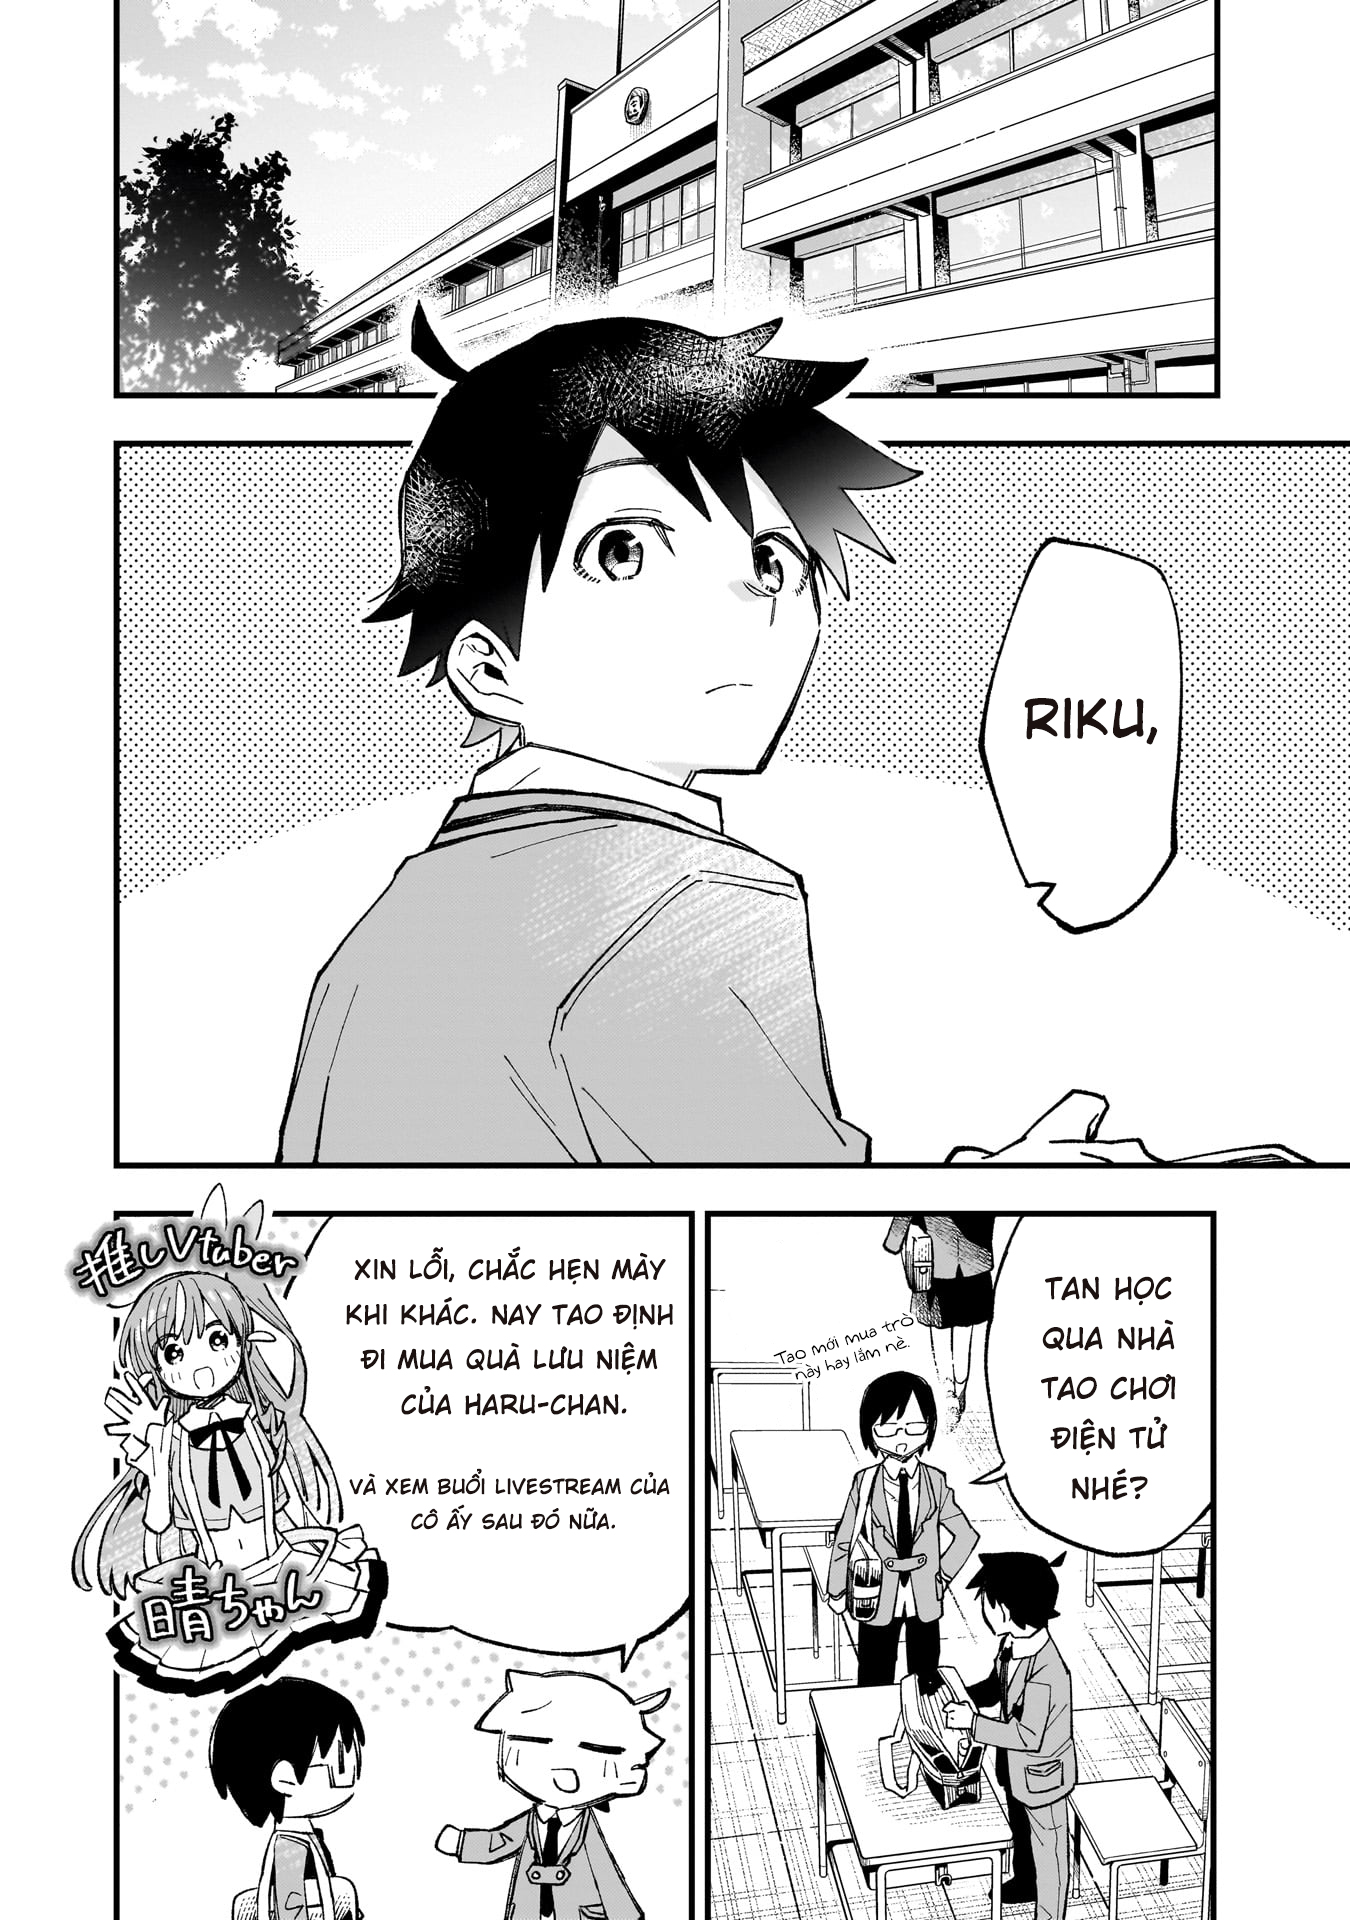 RIKU,
TAN HỌC
QUA NHÀ
TAO CHƠI
ĐIỆN TỬ
NHÉ?
Tao mới mua trò
này hay lắm nè.
XIN LỖI, CHẮC HẸN MÀY
KHI KHÁC. NAY TAO ĐỊNH
ĐI MUA QUÀ LƯU NIỆM
CỦA HARU-CHAN.
VÀ XEM BUỔI LIVESTREAM CỦA
CÔ ẤY SAU ĐÓ NỮA.
推しVtuber
晴ちゃん